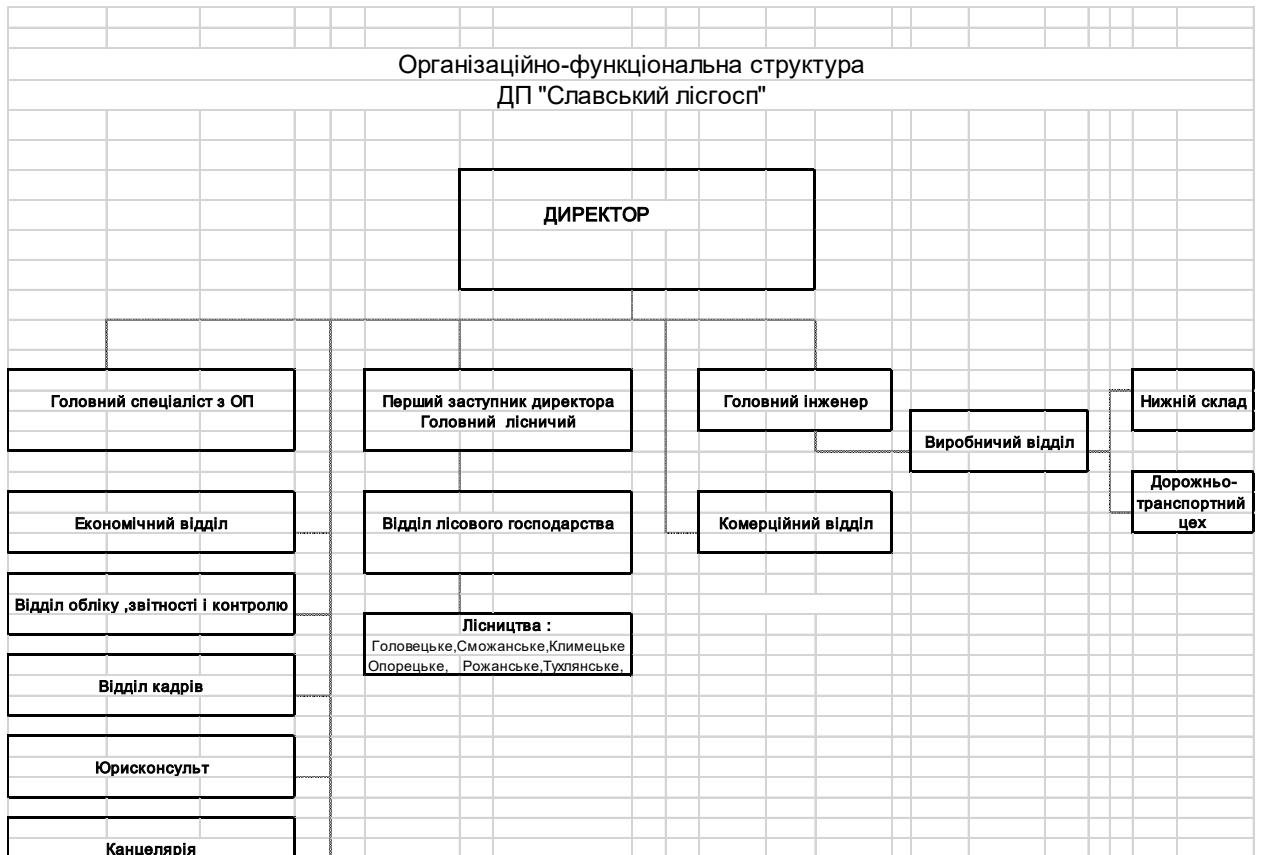 Організаційно-функціональна структура
ДП "Славський лісгосп"
ДИРЕКТОР
Головний спеціаліст з ОП
Перший заступник директора
Головний лісничий
Головний інженер
Виробничий відділ
Нижній склад
Дорожньо-
транспортний
цех
Економічний відділ
Відділ лісового господарства
Комерційний відділ
Відділ обліку ,звітності і контролю
Лісництва :
Головецьке,Сможанське,Климецьке
Опорецьке, Рожанське,Тухлянське,
Відділ кадрів
Юрисконсульт
Канцелярія